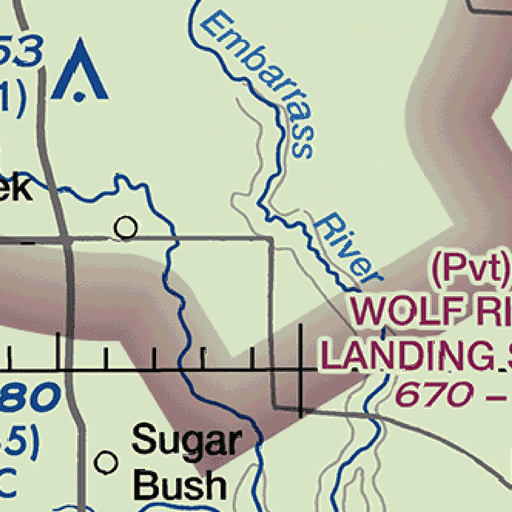 Embarrass
53
1)
ek
River
(Pvt)
WOLF RI
LANDING S
670 –
80
5)
C
Sugar
Bush